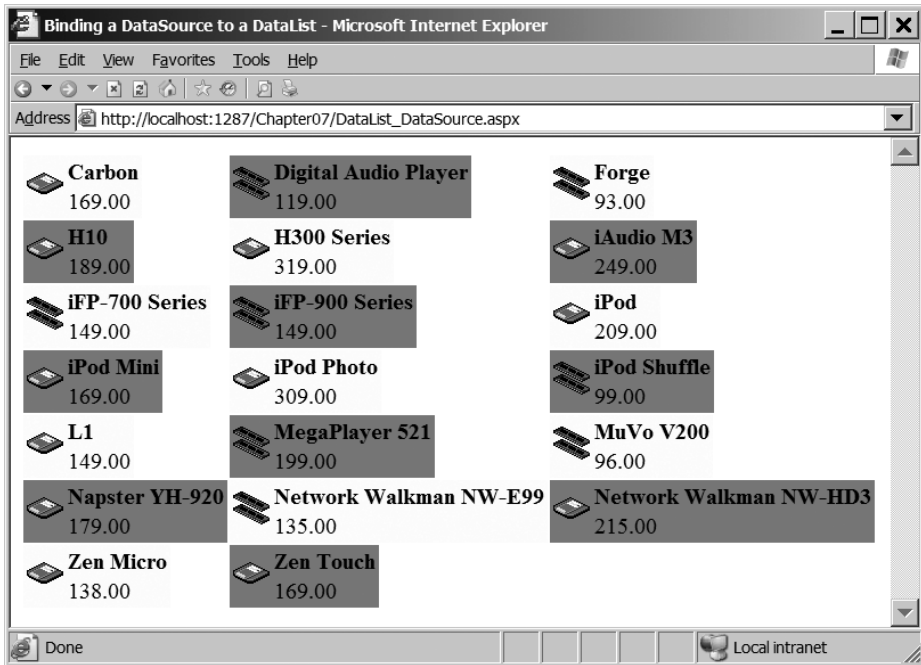 Binding a DataSource to a DataList - Microsoft Internet Explorer
File Edit View Favorites Tools Help
Address http://localhost:1287/Chapter07/DataList_DataSource.aspx
Carbon
169.00
Digital Audio Player
119.00
Forge
93.00
H10
189.00
H300 Series
319.00
iAudio M3
249.00
iFP-700 Series
149.00
iFP-900 Series
149.00
iPod
209.00
iPod Mini
169.00
iPod Photo
309.00
iPod Shuffle
99.00
L1
149.00
MegaPlayer 521
199.00
MuVo V200
96.00
Napster YH-920
179.00
Network Walkman NW-E99
135.00
Network Walkman NW-HD3
215.00
Zen Micro
138.00
Zen Touch
169.00
Done
Local intranet